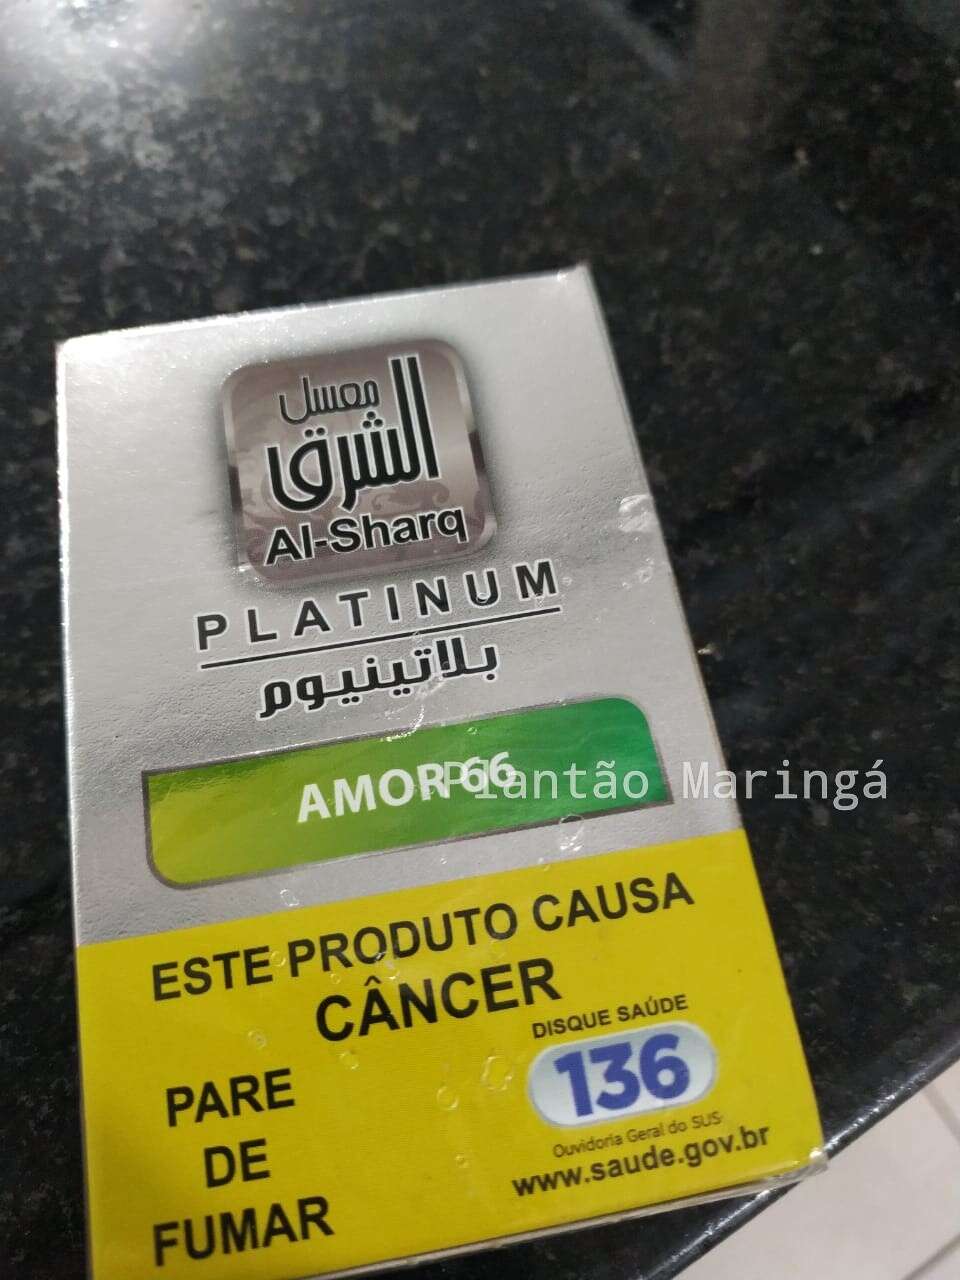 معسل
الشرق
Al-Sharq
PLATINUM
بلاتينيوم
AMOR 66
Plantão Maringá
ESTE PRODUTO CAUSA
CÂNCER
DISQUE SAÚDE
136
Ouvidoria Geral do SUS
www.saude.gov.br
PARE
DE
FUMAR